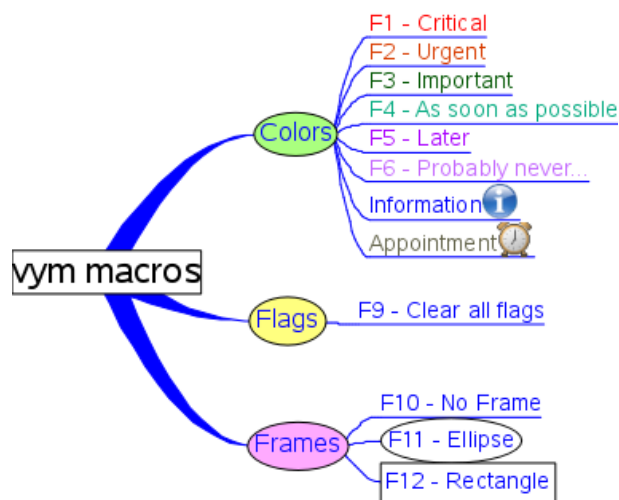 vym macros
Colors
F1 - Critical
F2 - Urgent
F3 - Important
F4 - As soon as possible
F5 - Later
F6 - Probably never...
Information
Appointment
Flags
F9 - Clear all flags
Frames
F10 - No Frame
F11 - Ellipse
F12 - Rectangle